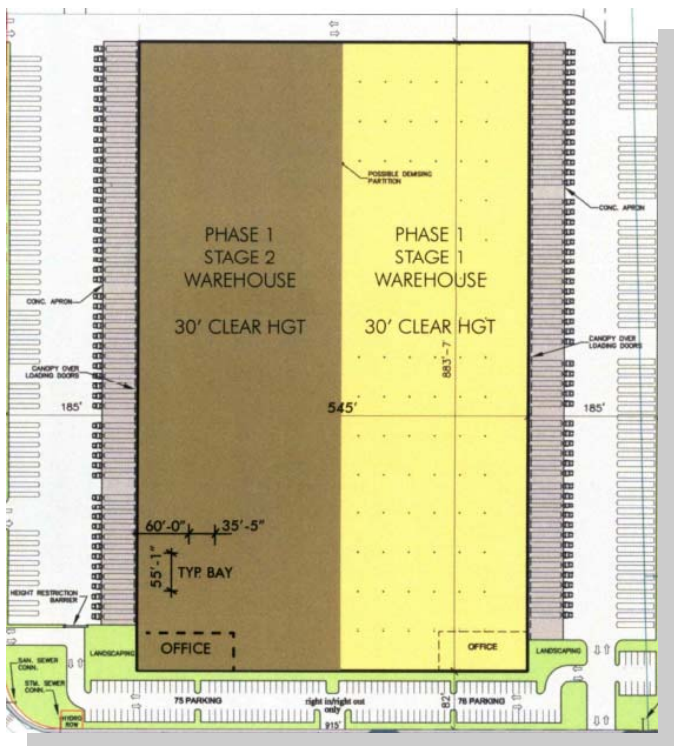 POSSIBLE DEMISING
PARTITION
CONC. APRON
PHASE 1
STAGE 2
WAREHOUSE
30' CLEAR HGT
PHASE 1
STAGE 1
WAREHOUSE
30' CLEAR HGT
CONC. APRON
CANOPY OVER
LOADING DOORS
883'-7
CANOPY OVER
LOADING DOORS
185'
545'
185'
60'-0"
35'-5"
55'-1"
TYP. BAY
HEIGHT RESTRICTION
BARRIER
OFFICE
OFFICE
LANDSCAPING
LANDSCAPING
SAN. SEWER
CONN.
STM. SEWER
CONN.
HYDRO
ROW
75 PARKING
right in/right out
only
76 PARKING
82'
915'